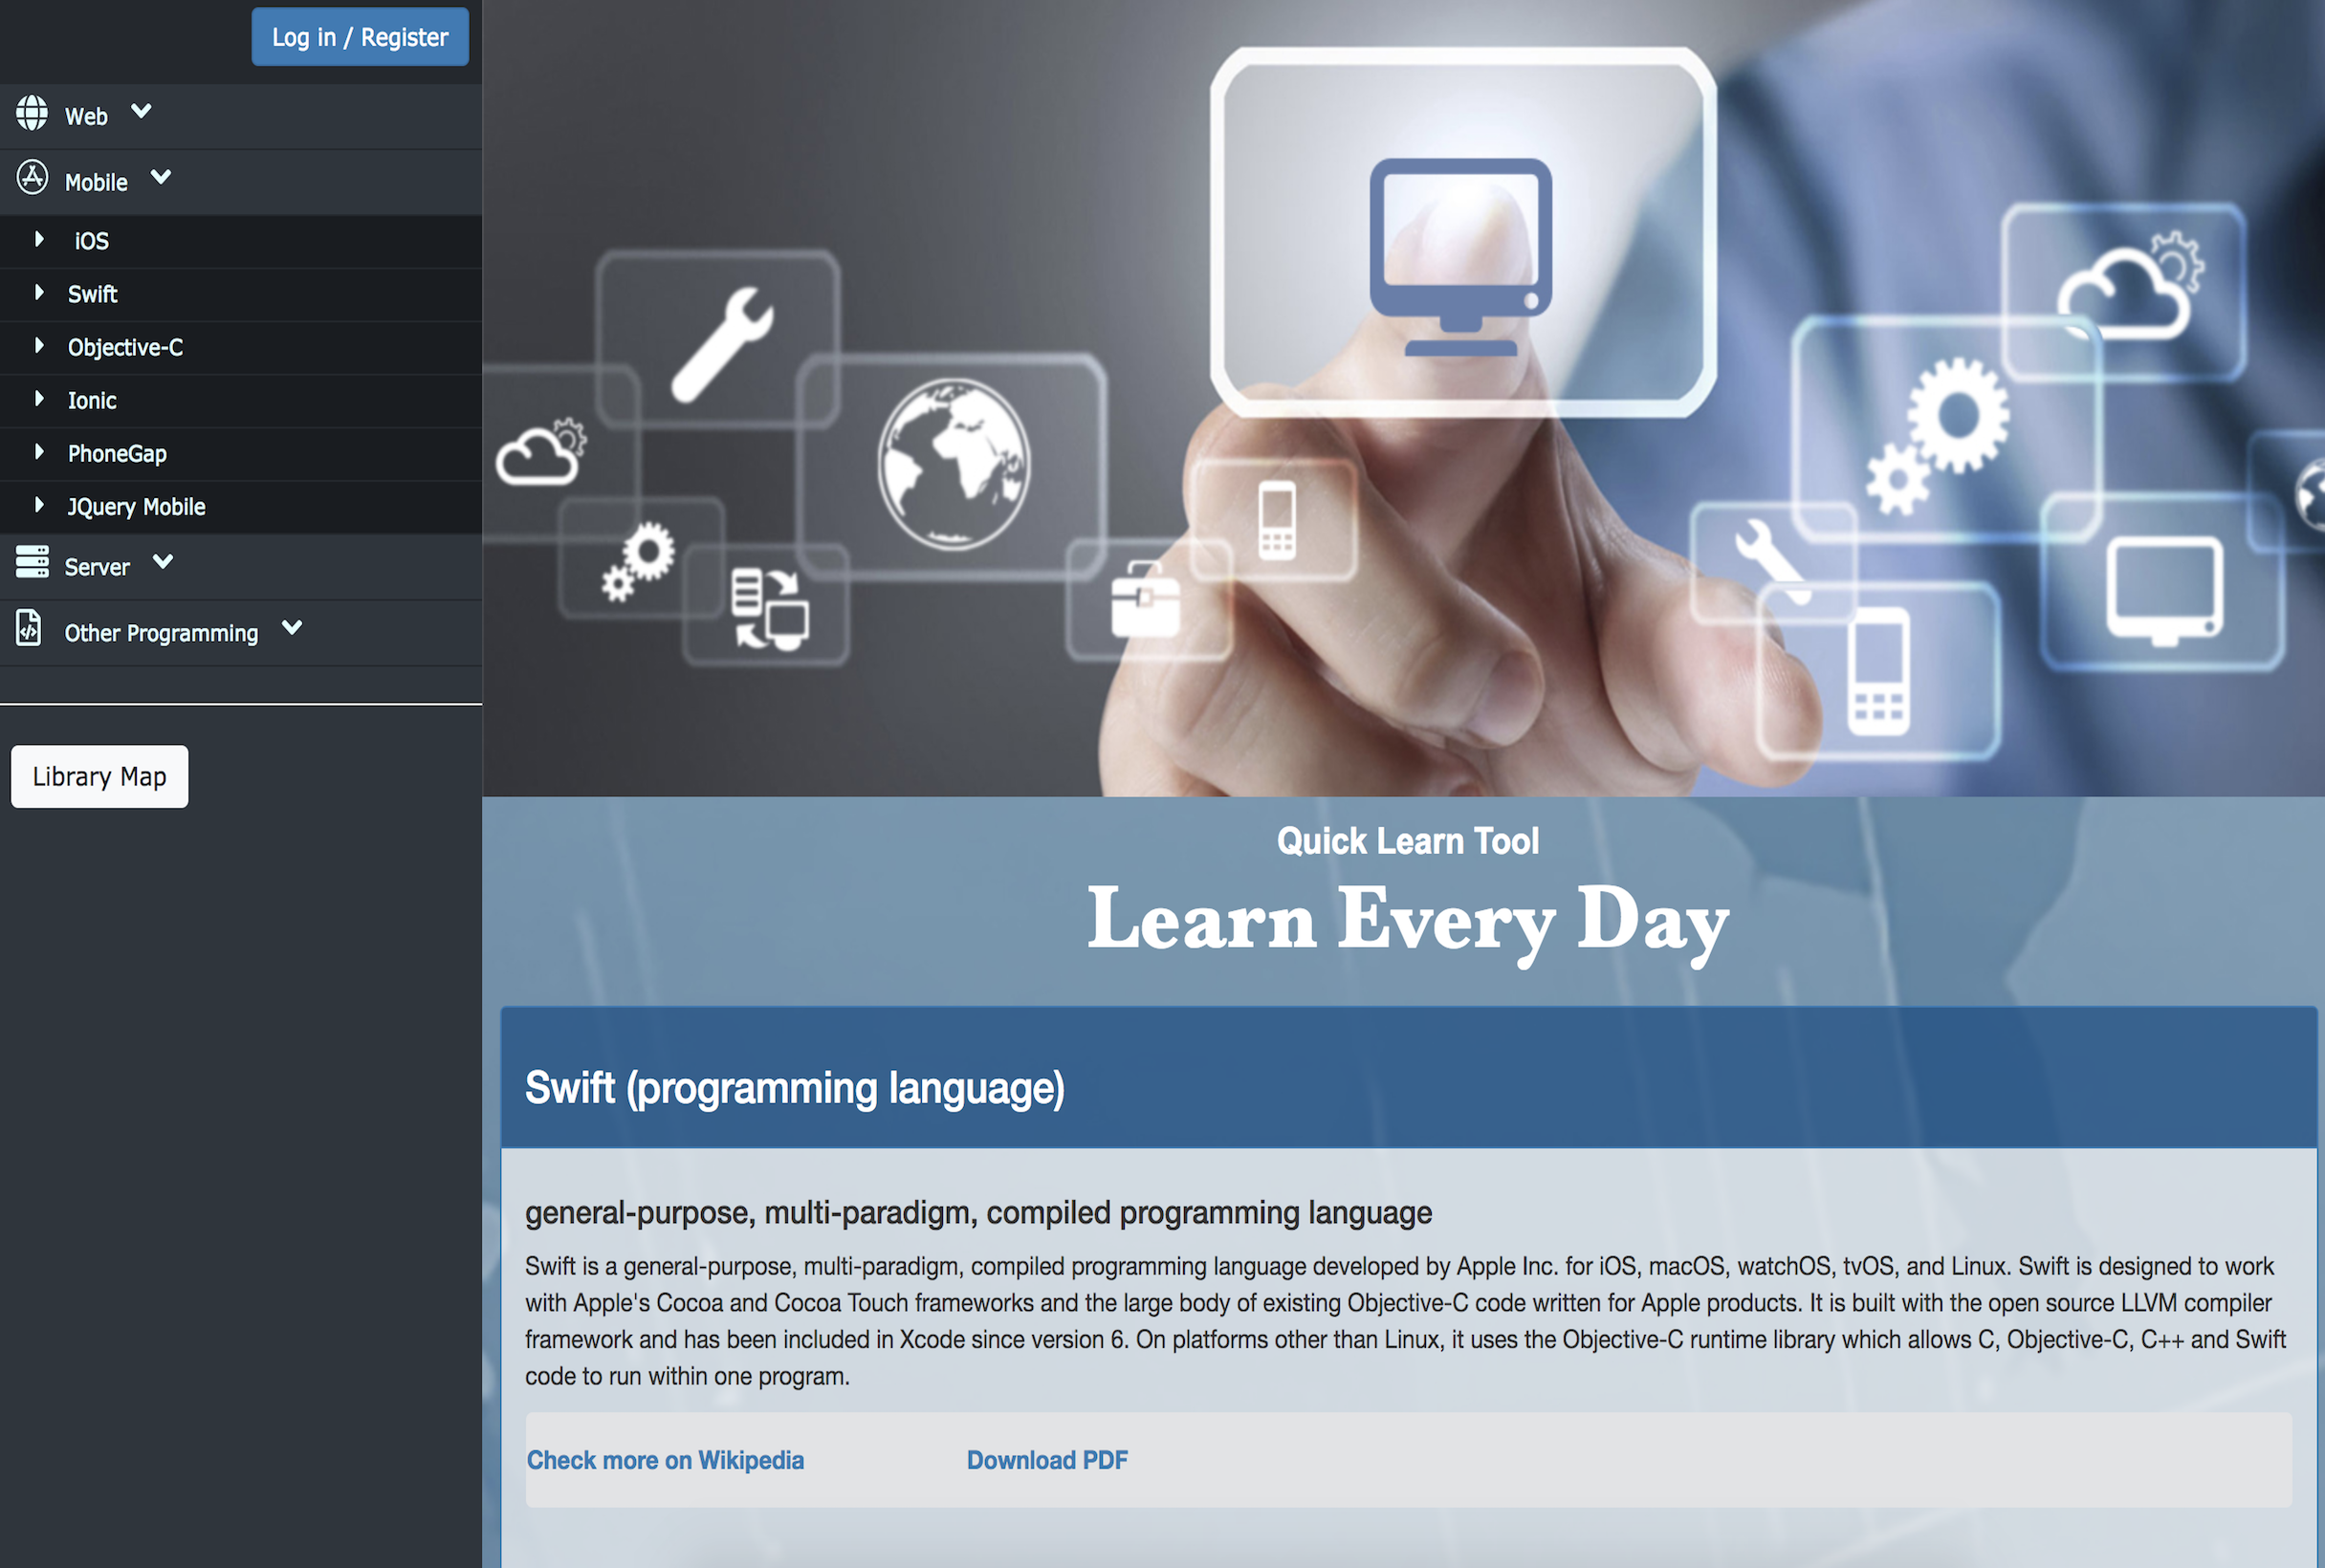 Log in / Register
Web
Mobile
iOS
Swift
Objective-C
Ionic
PhoneGap
JQuery Mobile
Server
Other Programming
Library Map
Quick Learn Tool
Learn Every Day
Swift (programming language)
general-purpose, multi-paradigm, compiled programming language
Swift is a general-purpose, multi-paradigm, compiled programming language developed by Apple Inc. for iOS, macOS, watchOS, tvOS, and Linux. Swift is designed to work
with Apple's Cocoa and Cocoa Touch frameworks and the large body of existing Objective-C code written for Apple products. It is built with the open source LLVM compiler
framework and has been included in Xcode since version 6. On platforms other than Linux, it uses the Objective-C runtime library which allows C, Objective-C, C++ and Swift
code to run within one program.
Check more on Wikipedia Download PDF